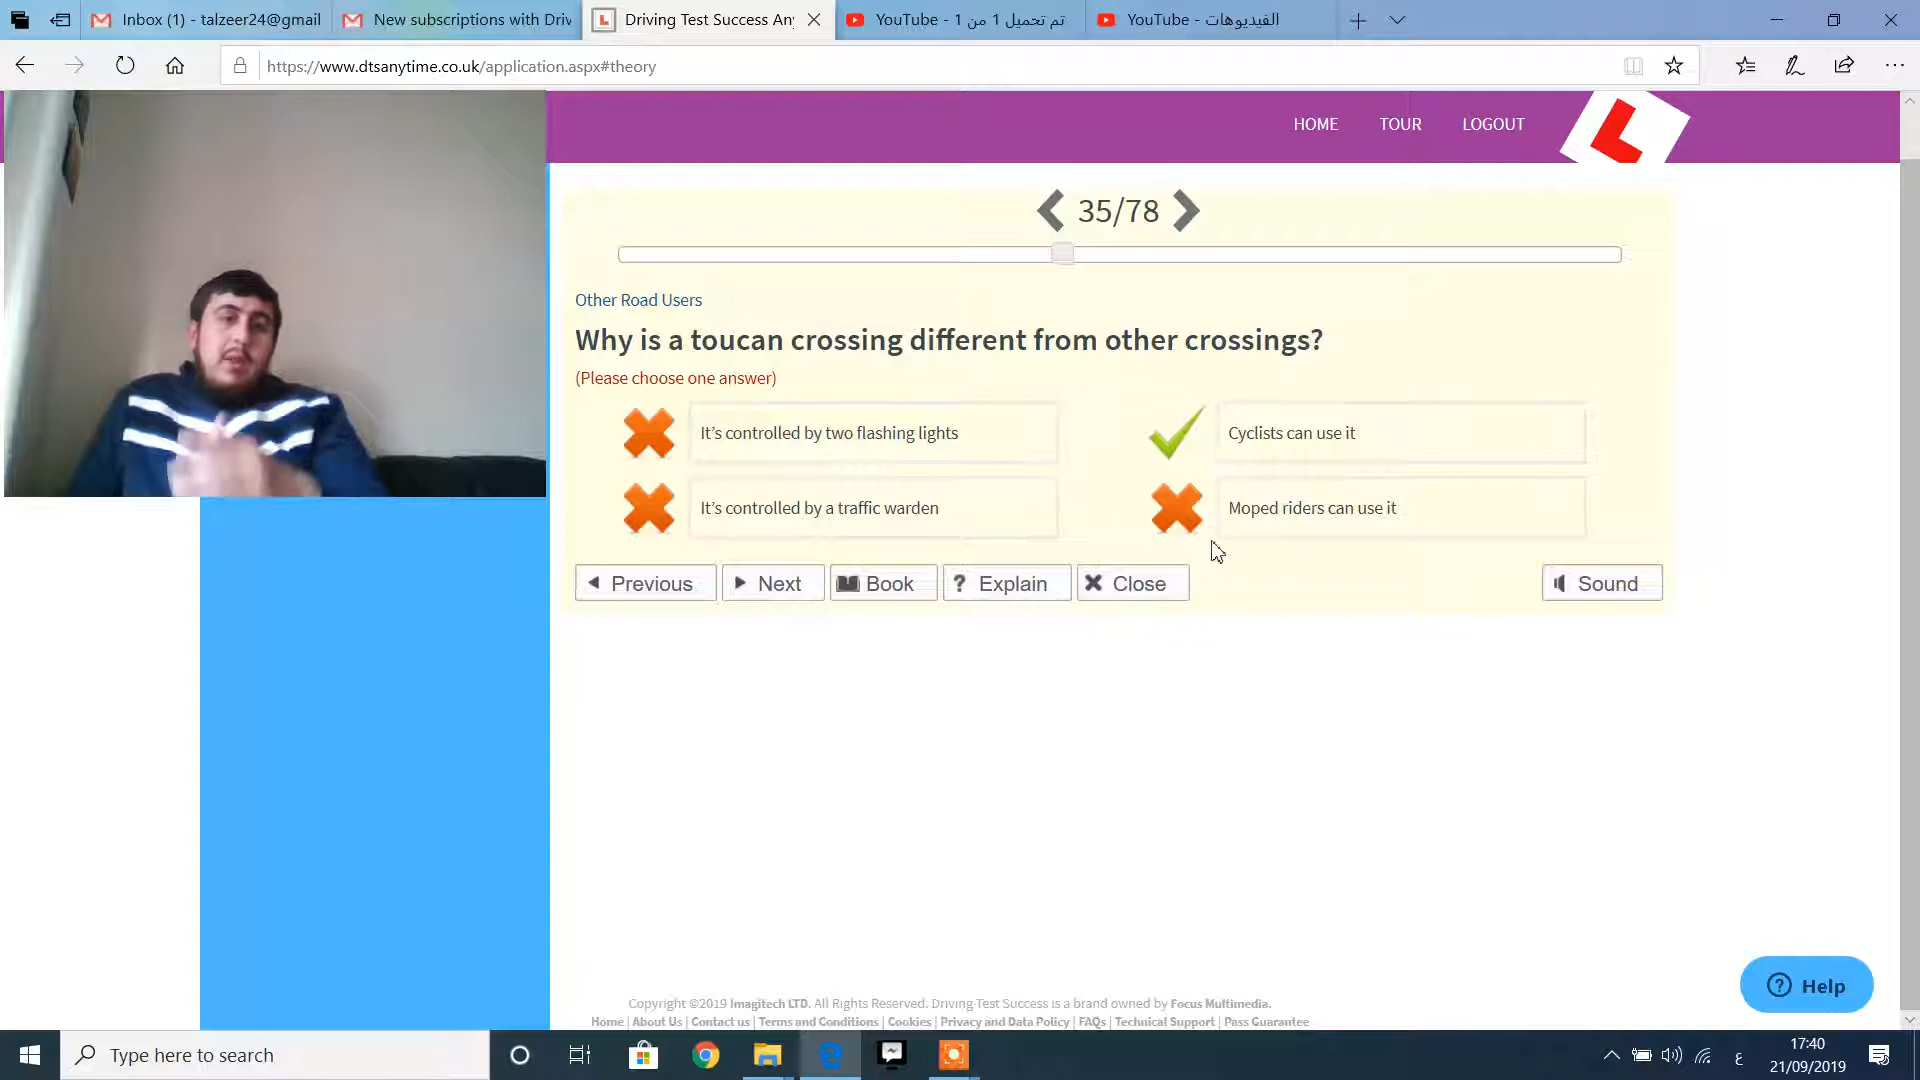 Inbox (1) - talzeer24@gmail
New subscriptions with Driv
Driving Test Success An
YouTube - تم تحميل 1 من 1
YouTube - الفيديوهات
https://www.dtsanytime.co.uk/application.aspx#theory
HOME TOUR LOGOUT
35/78
Other Road Users
Why is a toucan crossing different from other crossings?
(Please choose one answer)
It's controlled by two flashing lights
Cyclists can use it
It's controlled by a traffic warden
Moped riders can use it
Previous Next Book ? Explain Close Sound
Help
Copyright ©2019 Imagitech LTD. All Rights Reserved. Driving Test Success is a brand owned by Focus Multimedia.
Home | About Us | Contact us | Terms and Conditions | Cookies | Privacy and Data Policy | FAQs | Technical Support | Pass Guarantee
Type here to search
ع
17:40
21/09/2019